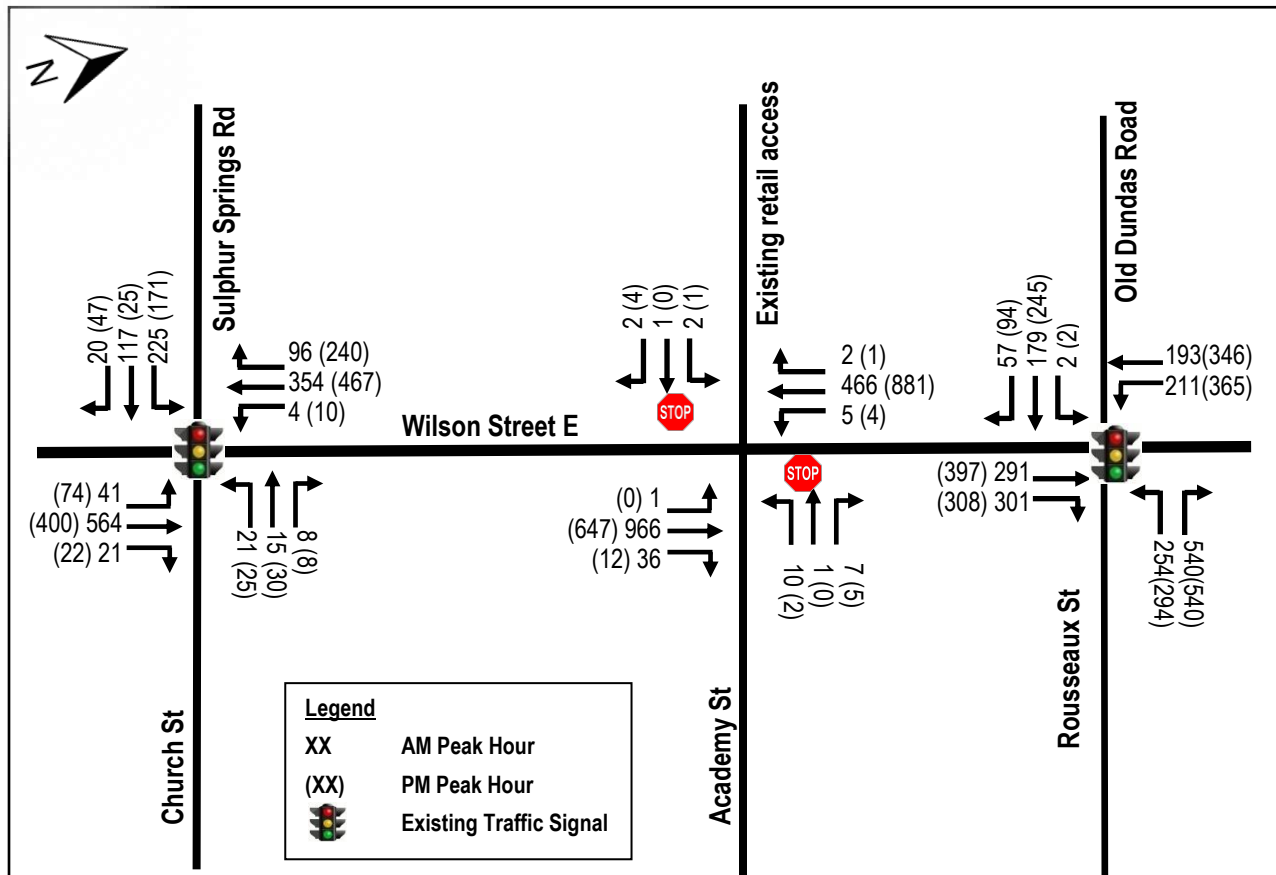 N
Sulphur Springs Rd
Existing retail access
Old Dundas Road
20 (47)
117 (25)
225 (171)
96 (240)
354 (467)
4 (10)
2 (4)
1 (0)
2 (1)
STOP
2 (1)
466 (881)
5 (4)
57 (94)
179 (245)
2 (2)
193(346)
211(365)
Wilson Street E
(74) 41
(400) 564
(22) 21
21 (25)
15 (30)
8 (8)
(0) 1
(647) 966
(12) 36
STOP
10 (2)
1 (0)
7 (5)
(397) 291
(308) 301
254(294)
540(540)
Church St
Academy St
Rousseaux St
Legend
XX AM Peak Hour
(XX) PM Peak Hour
Existing Traffic Signal